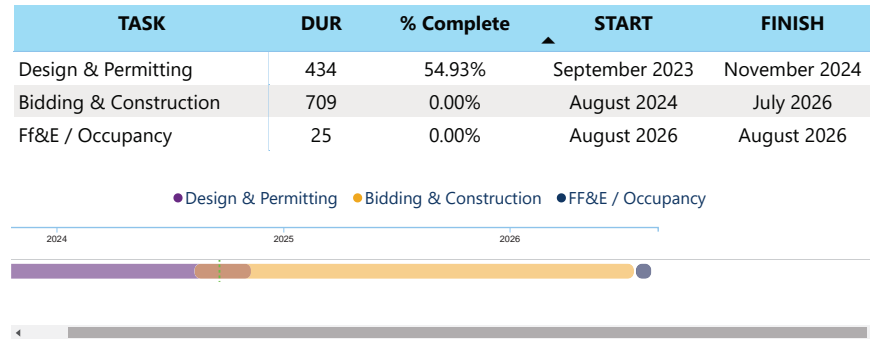 TASK DUR % Complete START FINISH
Design & Permitting 434 54.93% September 2023 November 2024
Bidding & Construction 709 0.00% August 2024 July 2026
Ff&E / Occupancy 25 0.00% August 2026 August 2026
Design & Permitting Bidding & Construction FF&E / Occupancy
2024 2025 2026